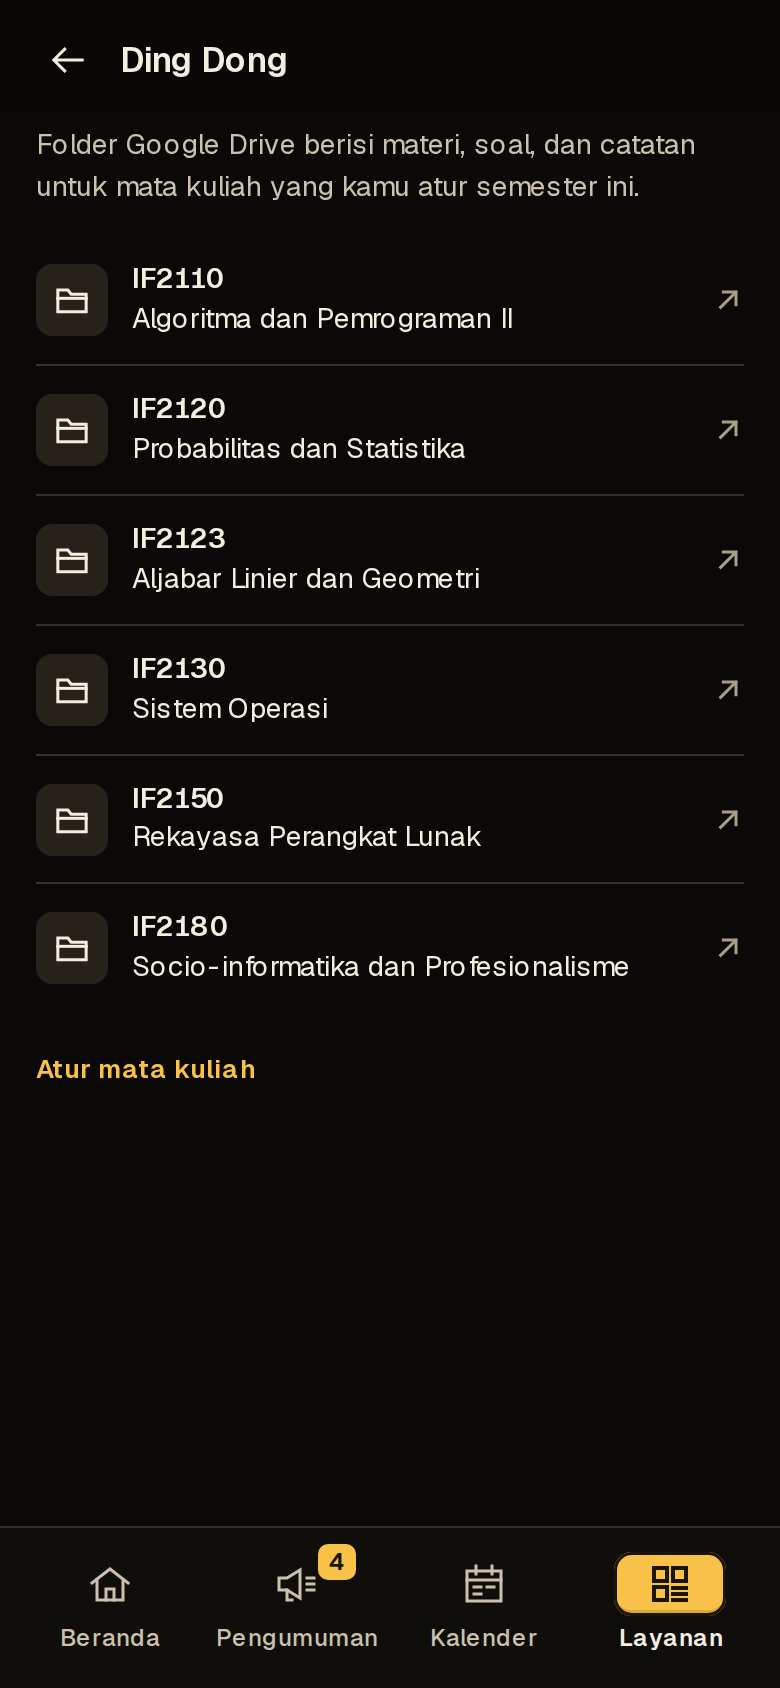 Ding Dong
Folder Google Drive berisi materi, soal, dan catatan
untuk mata kuliah yang kamu atur semester ini.
IF2110
Algoritma dan Pemrograman II
IF2120
Probabilitas dan Statistika
IF2123
Aljabar Linier dan Geometri
IF2130
Sistem Operasi
IF2150
Rekayasa Perangkat Lunak
IF2180
Socio-informatika dan Profesionalisme
Atur mata kuliah
4
Beranda Pengumuman Kalender Layanan